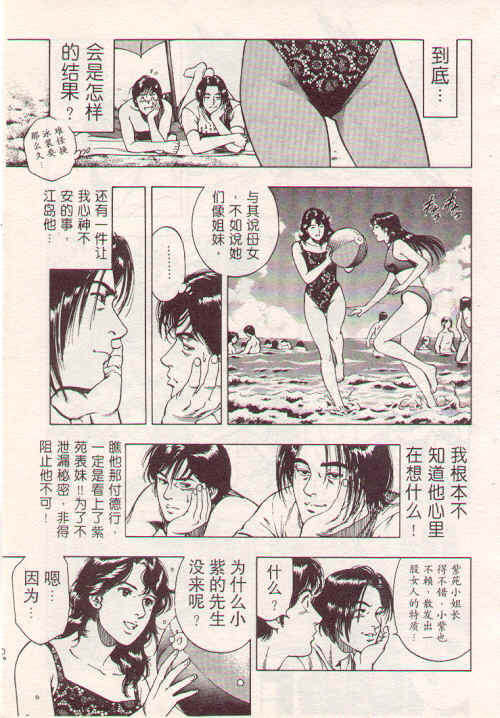 到底…
会是怎样
的结果？
难怪换
泳装要
那么久…
与其说母女
，不如说她
们像姐妹。
………
还有一件让
我心神不
安的事，
江岛他…
我根本不
知道他心里
在想什么！
瞧他那付德行，
一定是看上了紫
苑表妹!!为了不
泄漏秘密，非得
阻止他不可！
紫苑小姐长
得不错，小紫也
不赖，散发出一
股女人的特质…
什么？
为什么小
紫的先生
没来呢？
嗯…
因为…